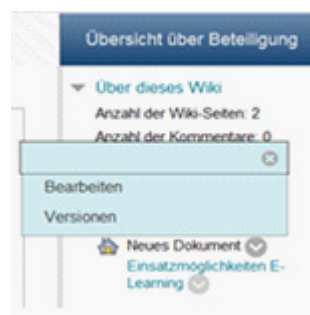 Übersicht über Beteiligung
Über dieses Wiki
Anzahl der Wiki-Seiten: 2
Anzahl der Kommentare: 0
Bearbeiten
Versionen
Neues Dokument
Einsatzmöglichkeiten E-
Learning